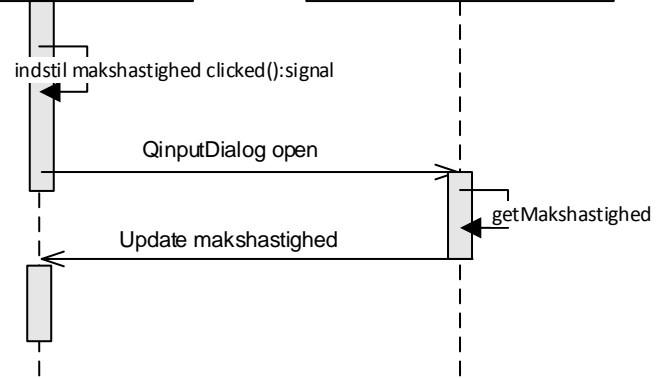 indstil makshastighed clicked():signal
QinputDialog open
getMakshastighed
Update makshastighed